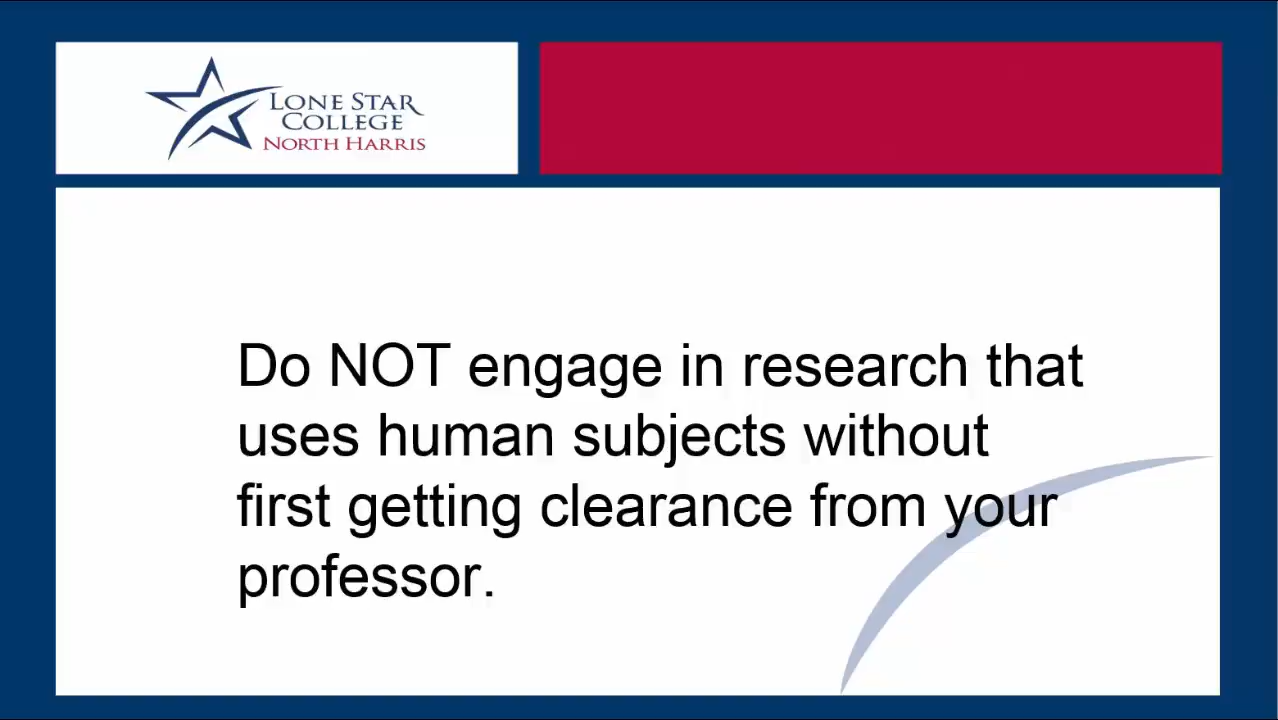 LONE STAR
COLLEGE
NORTH HARRIS
Do NOT engage in research that
uses human subjects without
first getting clearance from your
professor.